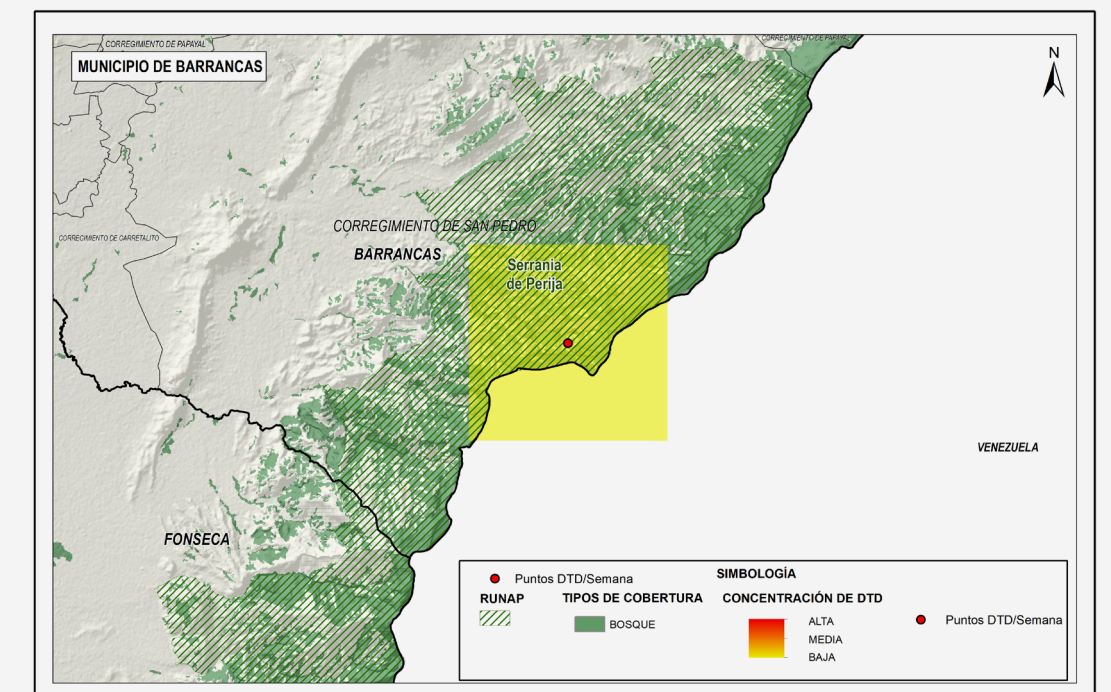 CORREGIMIENTO DE PAPAYAL
CORREGIMIENTO DE PAPAYAL
MUNICIPIO DE BARRANCAS
N
CORREGIMIENTO DE SAN PEDRO
CORREGIMIENTO DE CARRETALITO
BARRANCAS
Serrania
de Perija
VENEZUELA
FONSECA
SIMBOLOGÍA
Puntos DTD/Semana
RUNAP
TIPOS DE COBERTURA
CONCENTRACIÓN DE DTD
BOSQUE
ALTA
MEDIA
BAJA
Puntos DTD/Semana